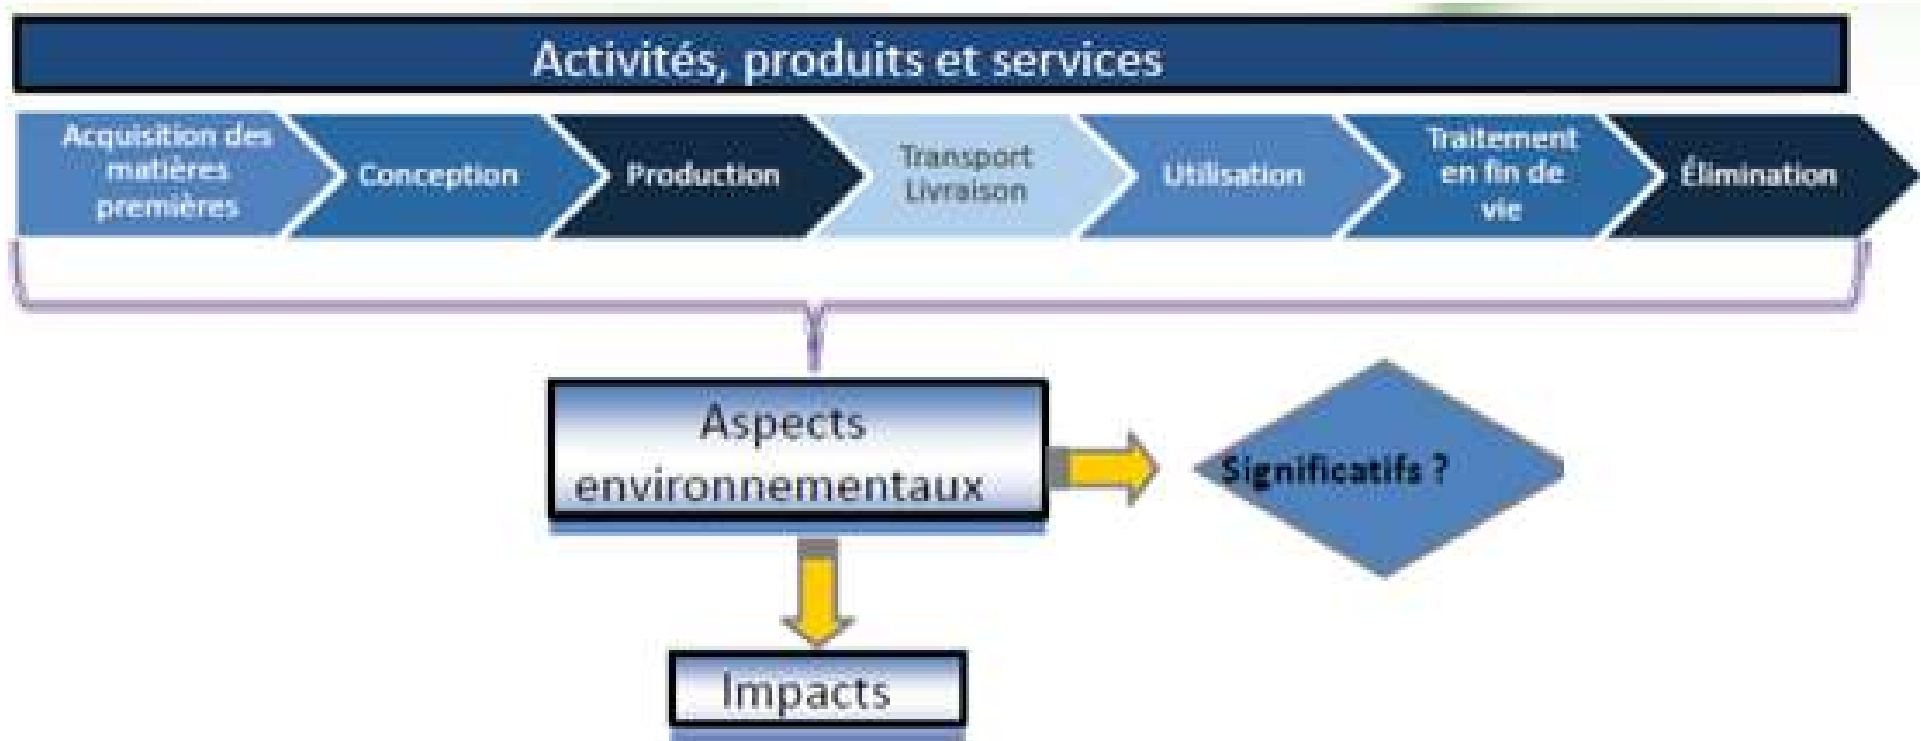 Activités, produits et services
Acquisition des
matières
premières
Conception
Production
Transport
Livraison
Utilisation
Traitement
en fin de
vie
Élimination
Aspects
environnementaux
Significatifs ?
Impacts